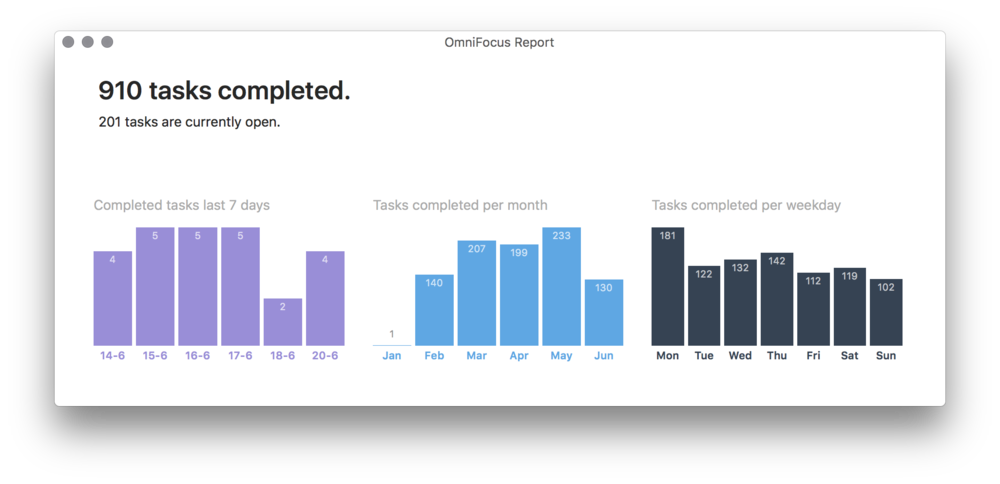 OmniFocus Report
910 tasks completed.
201 tasks are currently open.
Completed tasks last 7 days
4 5 5 5 2 4
14-6 15-6 16-6 17-6 18-6 20-6
Tasks completed per month
1 140 207 199 233 130
Jan Feb Mar Apr May Jun
Tasks completed per weekday
181 122 132 142 112 119 102
Mon Tue Wed Thu Fri Sat Sun